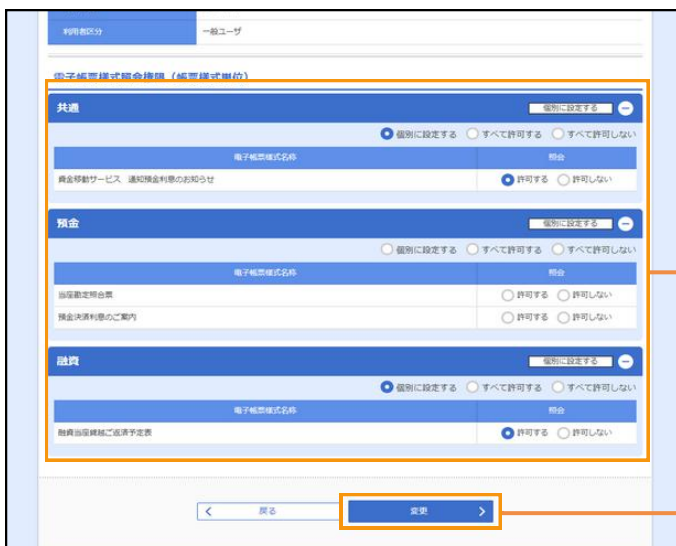 利用者区分 一般ユーザ
電子帳票様式照会権限（帳票様式単位）
共通 個別に設定する
個別に設定する すべて許可する すべて許可しない
電子帳票様式名称 照会
資金移動サービス 通知預金利息のお知らせ 許可する 許可しない
預金 個別に設定する
個別に設定する すべて許可する すべて許可しない
電子帳票様式名称 照会
当座勘定照合票 許可する 許可しない
預金決済利息のご案内 許可する 許可しない
融資 個別に設定する
個別に設定する すべて許可する すべて許可しない
電子帳票様式名称 照会
融資当座貸越ご返済予定表 許可する 許可しない
戻る 変更